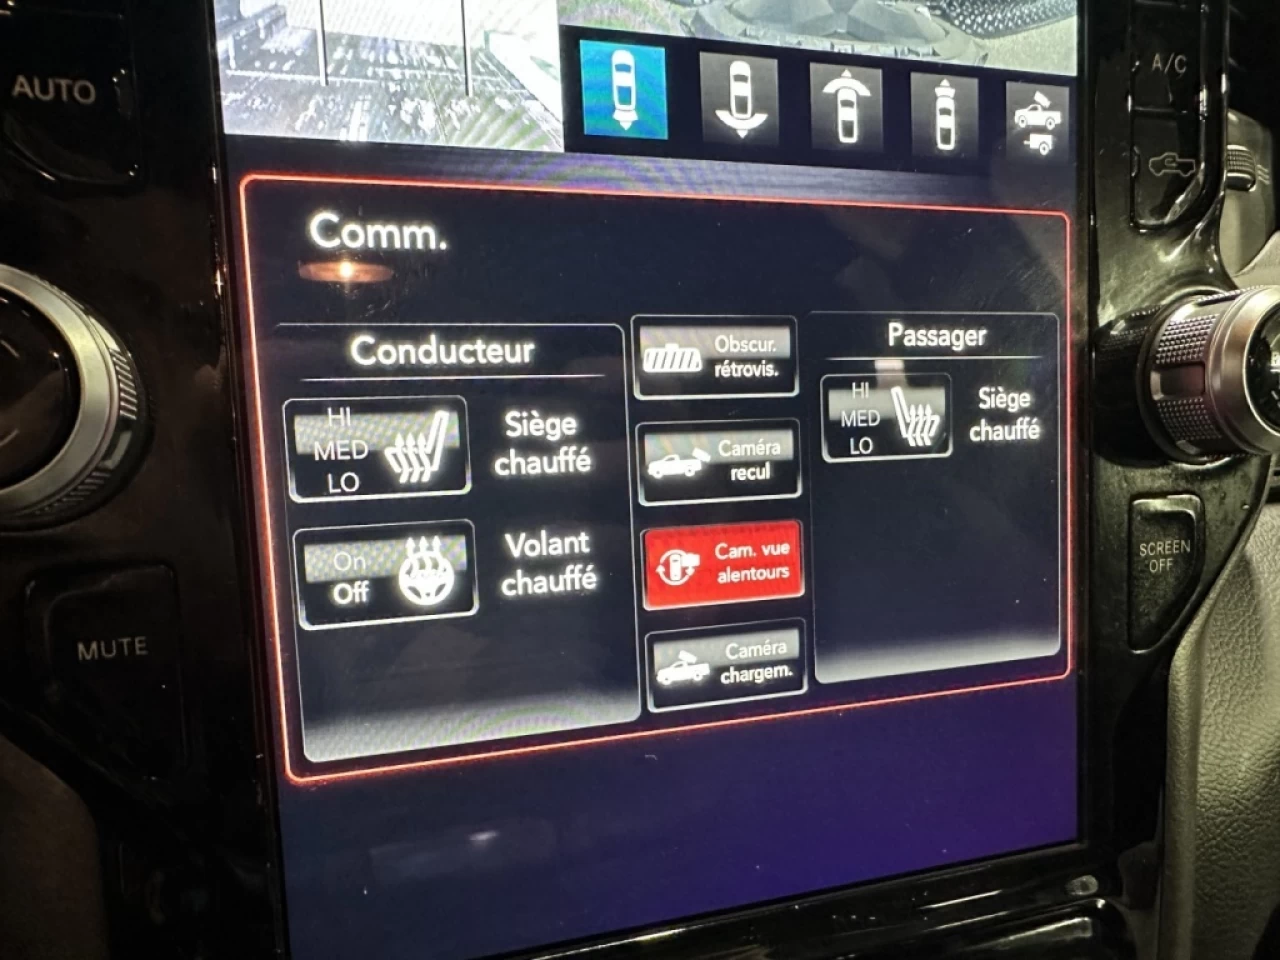 AUTO
A/C
Comm.
Conducteur
HI
MED
LO
Siège
chauffé
On
Off
Volant
chauffé
Obscur.
rétrovis.
Caméra
recul
Cam. vue
alentours
Caméra
chargem.
Passager
HI
MED
LO
Siège
chauffé
MUTE
SCREEN
OFF